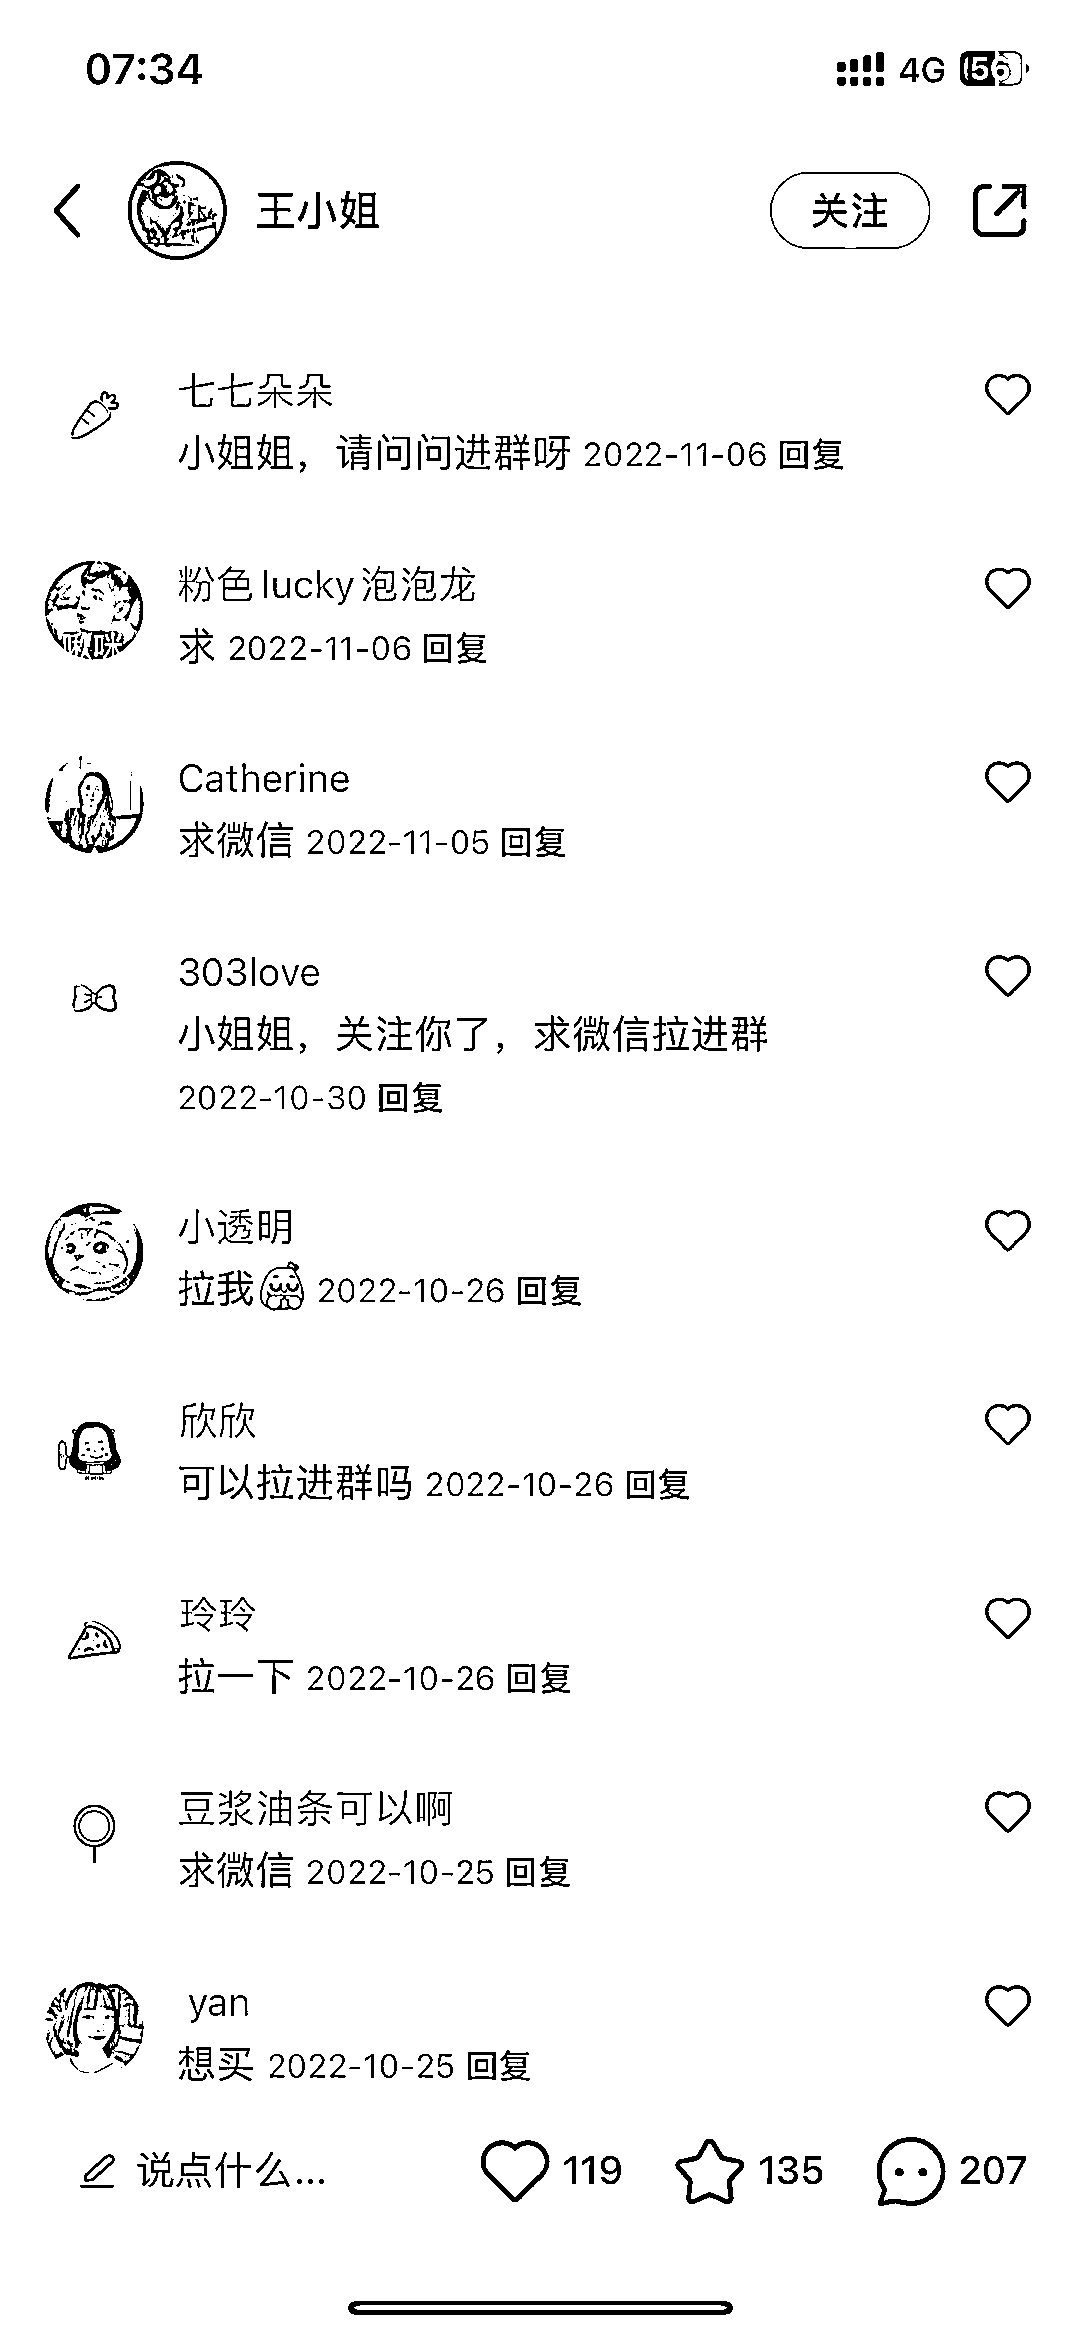 07:34
4G 56
王小姐
关注
七七朵朵
小姐姐，请问问进群呀 2022-11-06 回复
粉色lucky泡泡龙
啾咪
求 2022-11-06 回复
Catherine
求微信 2022-11-05 回复
303love
小姐姐，关注你了，求微信拉进群
2022-10-30 回复
小透明
拉我 2022-10-26 回复
欣欣
可以拉进群吗 2022-10-26 回复
玲玲
拉一下 2022-10-26 回复
豆浆油条可以啊
求微信 2022-10-25 回复
yan
想买 2022-10-25 回复
说点什么... 119 135 207